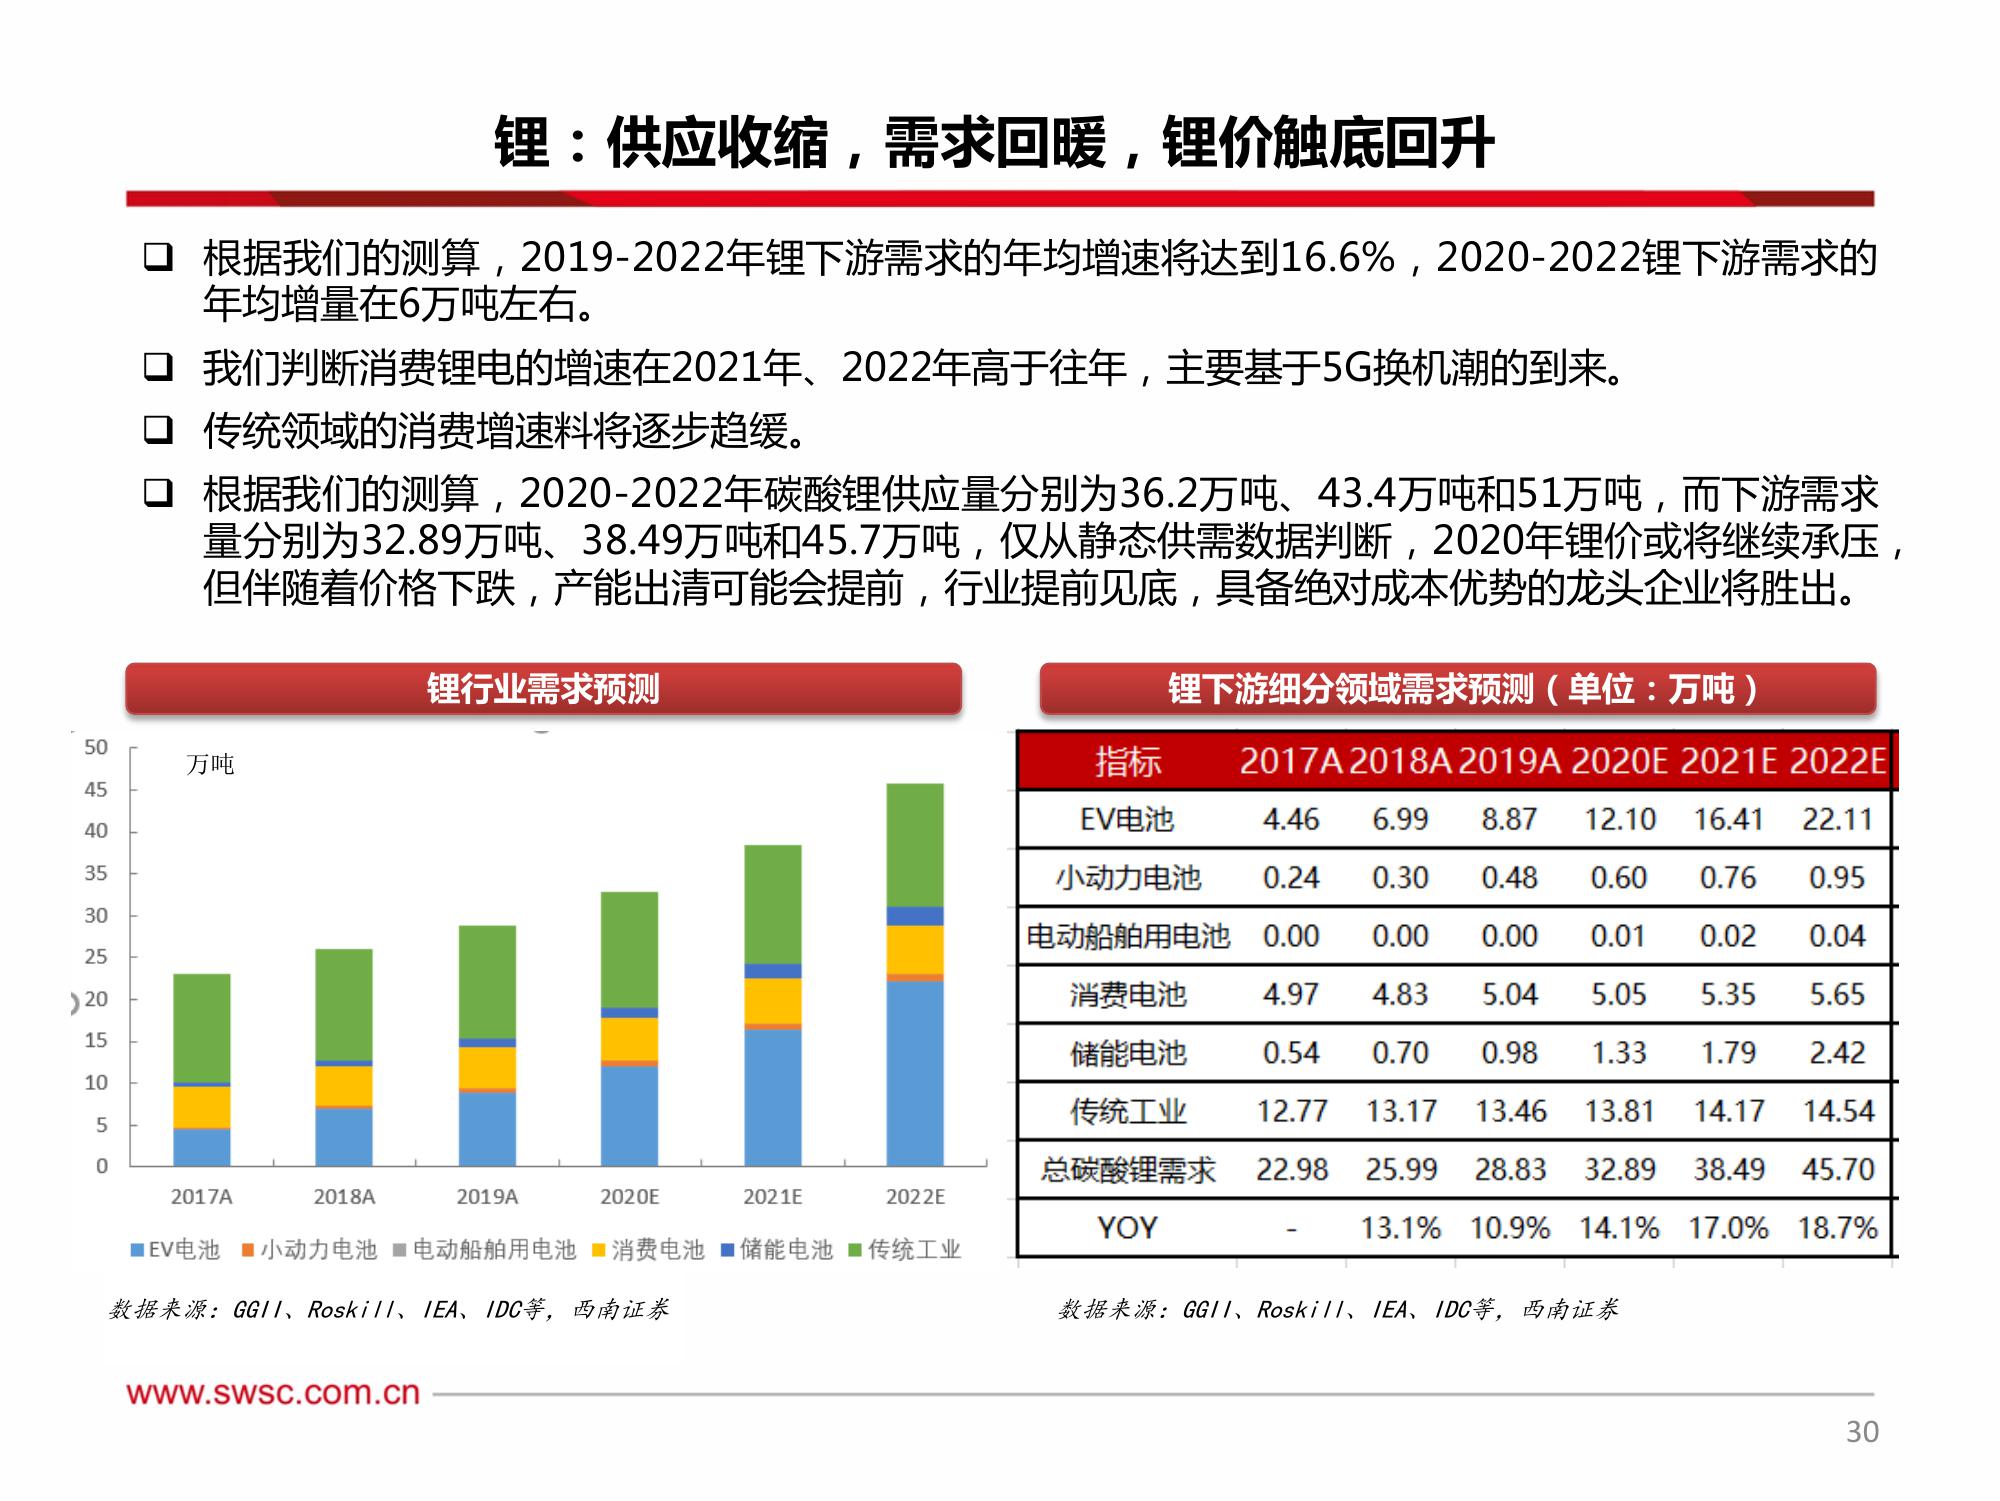 锂：供应收缩，需求回暖，锂价触底回升
❑ 根据我们的测算，2019-2022年锂下游需求的年均增速将达到16.6%，2020-2022锂下游需求的
年均增量在6万吨左右。
❑ 我们判断消费锂电的增速在2021年、2022年高于往年，主要基于5G换机潮的到来。
❑ 传统领域的消费增速料将逐步趋缓。
❑ 根据我们的测算，2020-2022年碳酸锂供应量分别为36.2万吨、43.4万吨和51万吨，而下游需求
量分别为32.89万吨、38.49万吨和45.7万吨，仅从静态供需数据判断，2020年锂价或将继续承压，
但伴随着价格下跌，产能出清可能会提前，行业提前见底，具备绝对成本优势的龙头企业将胜出。
锂行业需求预测
万吨
50
45
40
35
30
25
20
15
10
5
0
2017A 2018A 2019A 2020E 2021E 2022E
EV电池 小动力电池 电动船舶用电池 消费电池 储能电池 传统工业
数据来源：GGII、Roskill、IEA、IDC等，西南证券
锂下游细分领域需求预测（单位：万吨）
指标 2017A 2018A 2019A 2020E 2021E 2022E
EV电池 4.46 6.99 8.87 12.10 16.41 22.11
小动力电池 0.24 0.30 0.48 0.60 0.76 0.95
电动船舶用电池 0.00 0.00 0.00 0.01 0.02 0.04
消费电池 4.97 4.83 5.04 5.05 5.35 5.65
储能电池 0.54 0.70 0.98 1.33 1.79 2.42
传统工业 12.77 13.17 13.46 13.81 14.17 14.54
总碳酸锂需求 22.98 25.99 28.83 32.89 38.49 45.70
YOY - 13.1% 10.9% 14.1% 17.0% 18.7%
数据来源：GGII、Roskill、IEA、IDC等，西南证券
www.swsc.com.cn
30